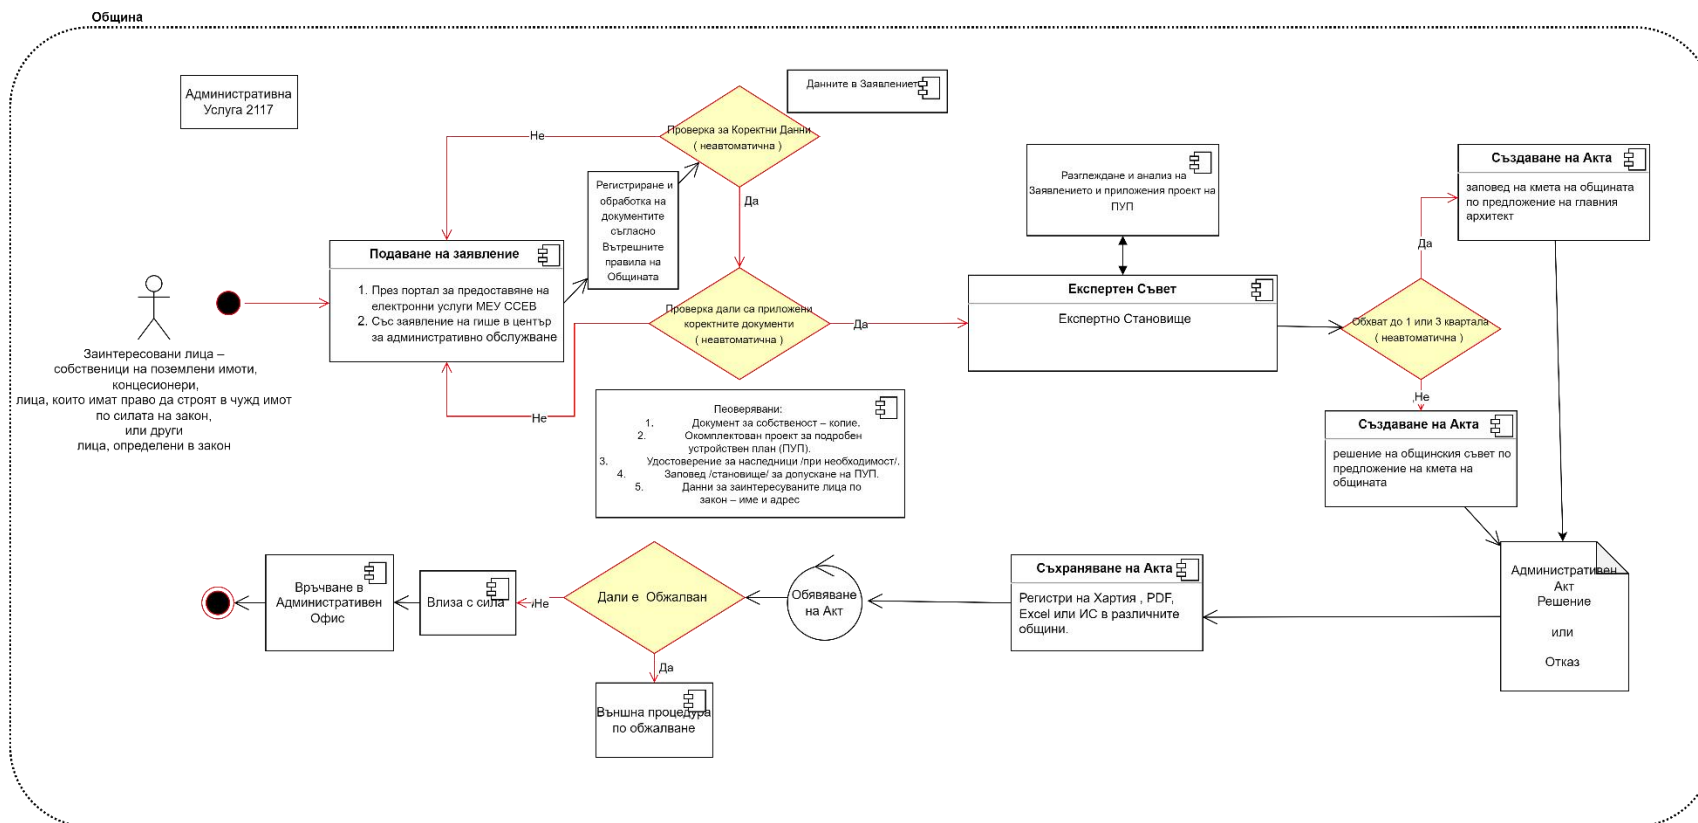 Община
Административна
Услуга 2117
Данните в Заявлениет
Проверка за Коректни Данни
( неавтоматична )
Не
Да
Регистриране и
обработка на
документите
съгласно
Вътрешните
правила на
Общината
Подаване на заявление
1. През портал за предоставяне на
електронни услуги МЕУ ССЕВ
2. Със заявление на гише в център
за административно обслужване
Заинтересовани лица –
собственици на поземлени имоти,
концесионери,
лица, които имат право да строят в чужд имот
по силата на закон,
или други
лица, определени в закон
Проверка дали са приложени
коректните документи
( неавтоматична )
Да
Не
Пеоверявани:
1. Документ за собственост – копие.
2. Окомплектован проект за подробен
устройствен план (ПУП).
3. Удостоверение за наследници /при необходимост/.
4. Заповед /становище/ за допускане на ПУП.
5. Данни за заинтересуваните лица по
закон – име и адрес
Разглеждане и анализ на
Заявлението и приложения проект на
ПУП
Експертен Съвет
Експертно Становище
Обхват до 1 или 3 квартала
( неавтоматична )
Да
Не
Създаване на Акта
заповед на кмета на общината
по предложение на главния
архитект
Създаване на Акта
решение на общинския съвет по
предложение на кмета на
общината
Административен
Акт
Решение
или
Отказ
Съхраняване на Акта
Регистри на Хартия , PDF,
Excel или ИС в различните
общини.
Обявяване
на Акт
Дали е Обжалван
Не
Да
Външна процедура
по обжалване
Влиза с сила
Връчване в
Административен
Офис